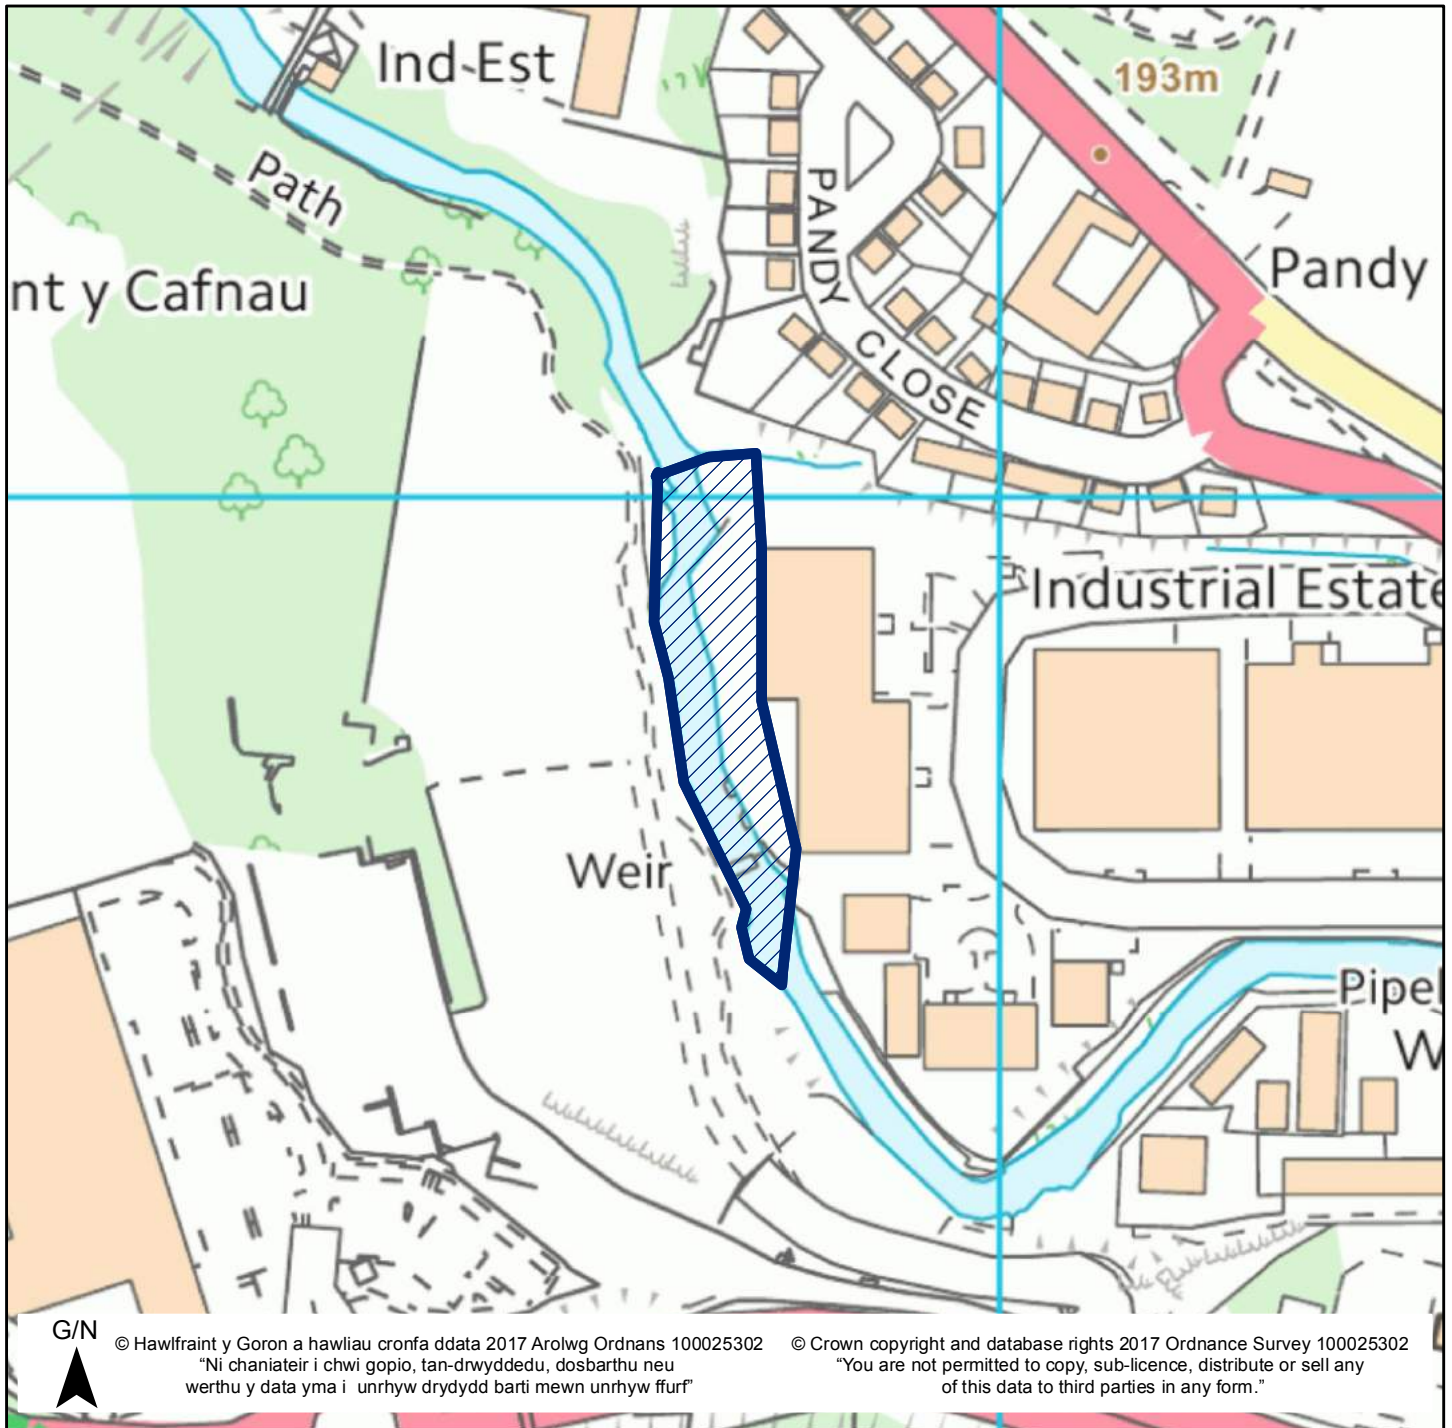 Ind-Est
193m
Path
PANDY CLOSE
Pandy
nt y Cafnau
Industrial Estate
Weir
Pipel
W
G/N
© Hawlfraint y Goron a hawliau cronfa ddata 2017 Arolwg Ordnans 100025302
“Ni chaniateir i chwi gopio, tan-drwyddedu, dosbarthu neu
werthu y data yma i unrhyw drydydd barti mewn unrhyw ffurf”
© Crown copyright and database rights 2017 Ordnance Survey 100025302
“You are not permitted to copy, sub-licence, distribute or sell any
of this data to third parties in any form.”